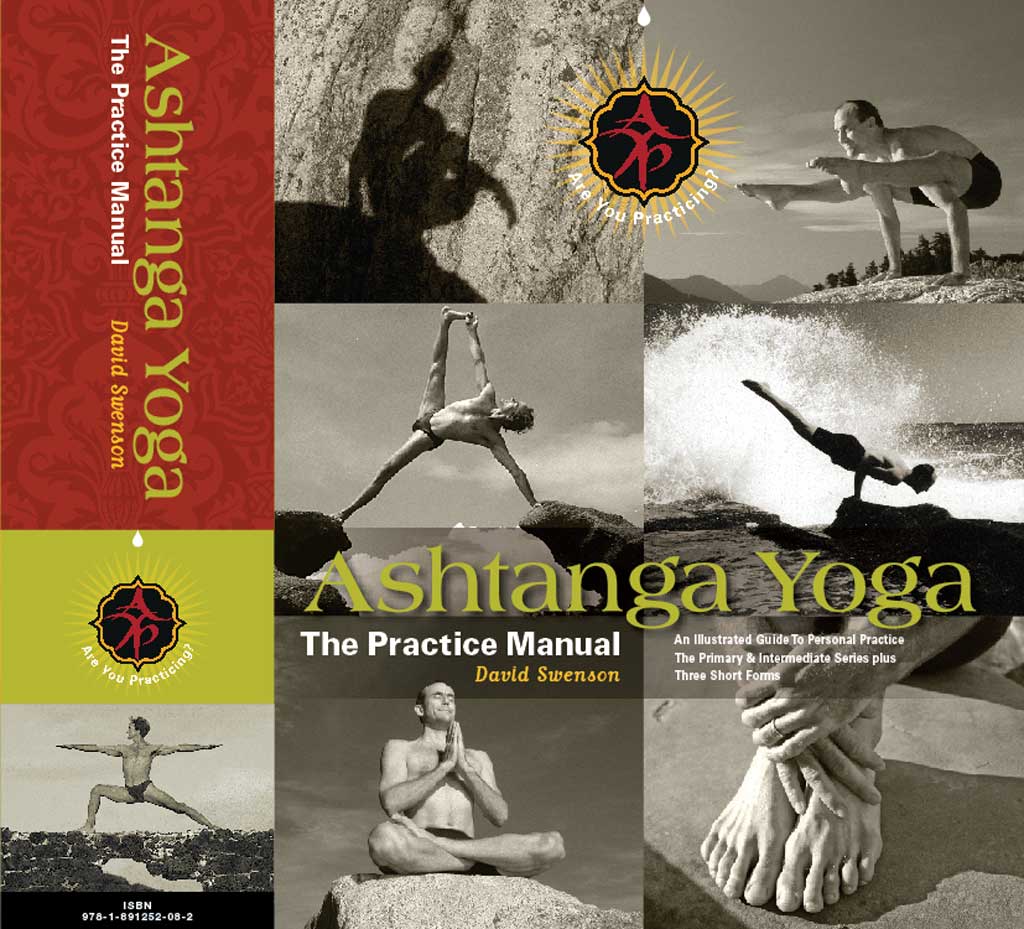 Ashtanga Yoga
The Practice Manual
David Swenson
Are You Practicing?
ISBN
978-1-891252-08-2
Are You Practicing?
Ashtanga Yoga
The Practice Manual
David Swenson
An Illustrated Guide To Personal Practice
The Primary & Intermediate Series plus
Three Short Forms